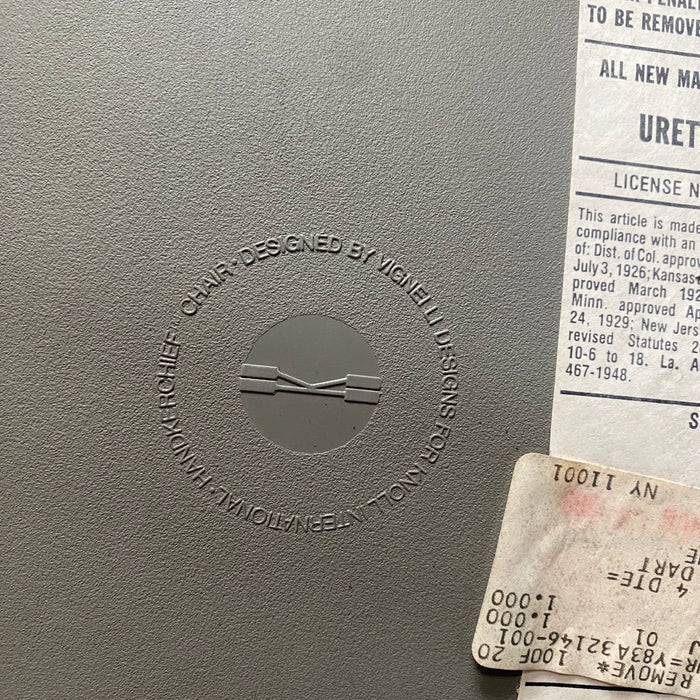 HANDKERCHIEF · CHAIR · DESIGNED BY VIGNELLI DESIGNS FOR KNOLL INTERNATIONAL ·
TO BE REMOVE
ALL NEW MA
URET
LICENSE N
This article is made
compliance with an
of: Dist. of Col. approv
July 3, 1926; Kansas
proved March 192
Minn. approved Ap
24, 1929; New Jers
revised Statutes 2
10-6 to 18. La. A
467-1948.
S
REMOVE*
R=Y83A32146-001
100F 20
01
1.000
1.000
4 DTE=
DART
NY 11001